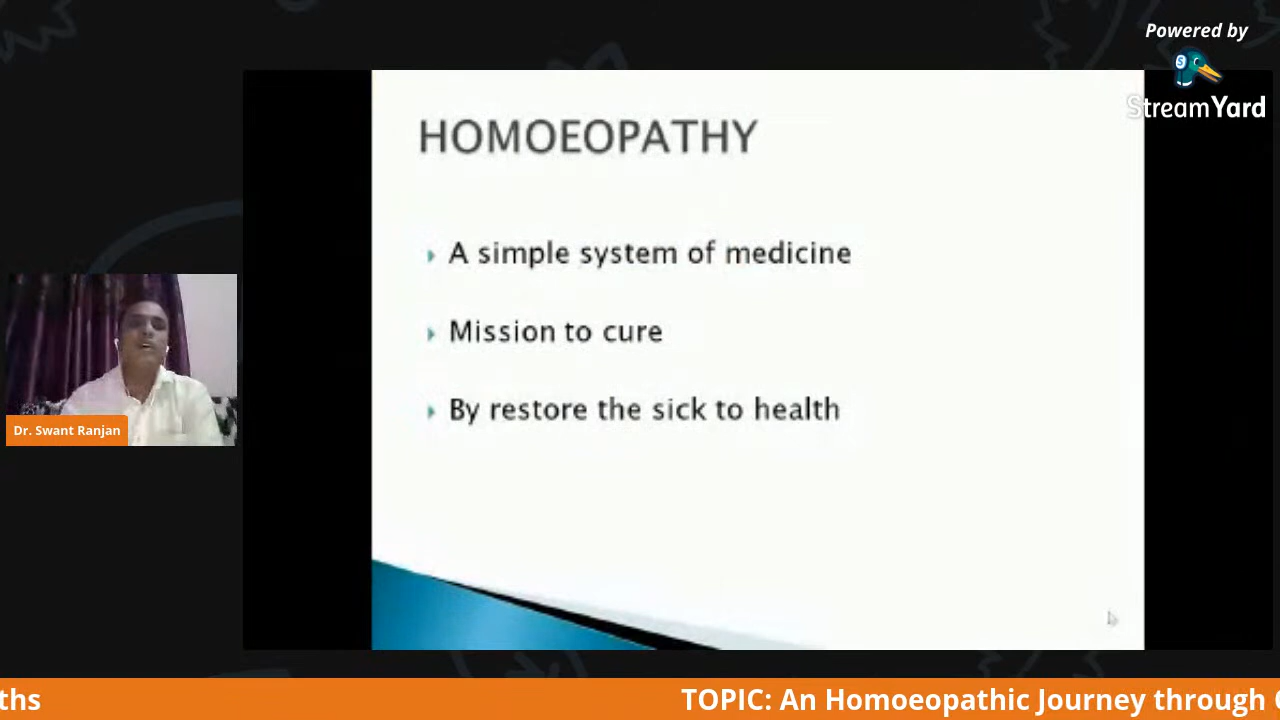 Powered by
StreamYard
HOMOEOPATHY
A simple system of medicine
Mission to cure
By restore the sick to health
Dr. Swant Ranjan
ths
TOPIC: An Homoeopathic Journey through